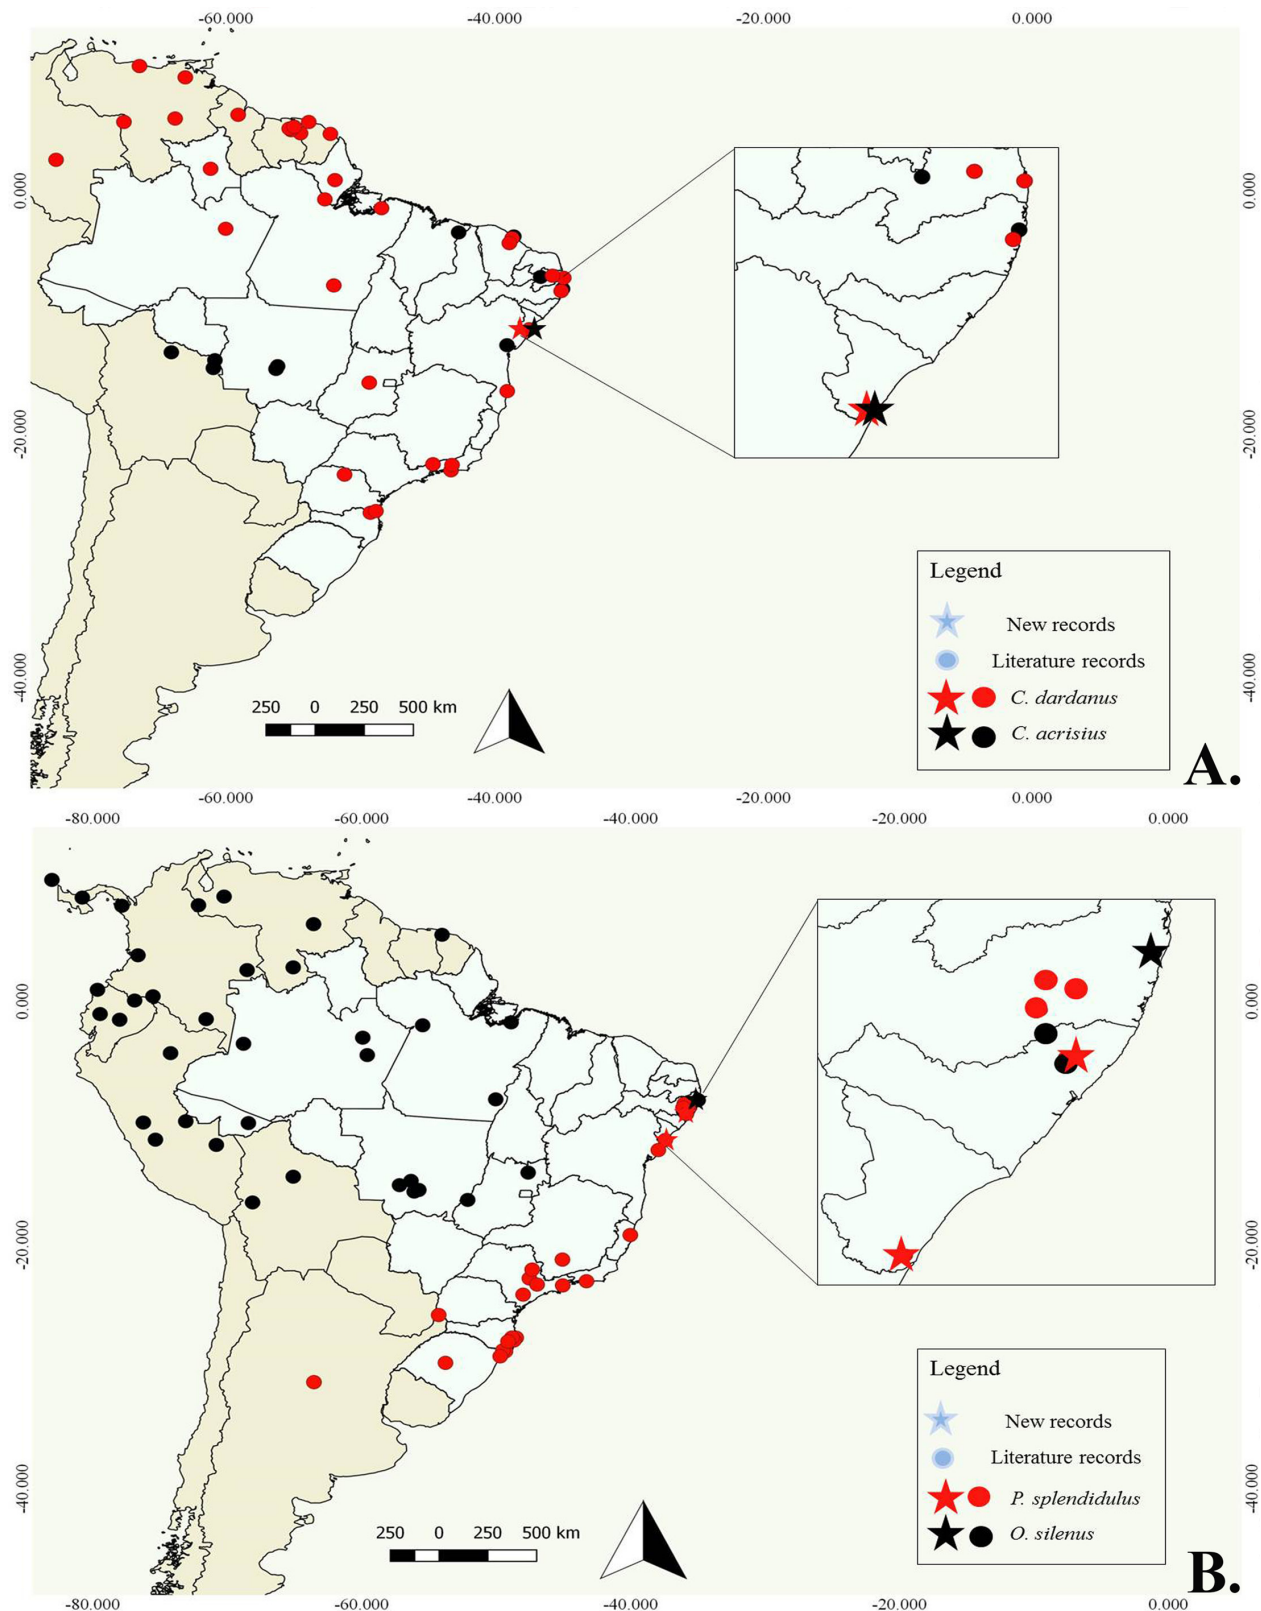 -60.000 -40.000 -20.000 0.000
0.000 0.000
-20.000 -20.000
-40.000 -40.000
Legend
New records
Literature records
C. dardanus
C. acrisius
250 0 250 500 km
A.
-60.000 -40.000 -20.000 0.000
-80.000 -60.000 -40.000 -20.000 0.000
0.000 0.000
-20.000 -20.000
-40.000 -40.000
Legend
New records
Literature records
P. splendidulus
O. silenus
250 0 250 500 km
B.
-80.000 -60.000 -40.000 -20.000 0.000